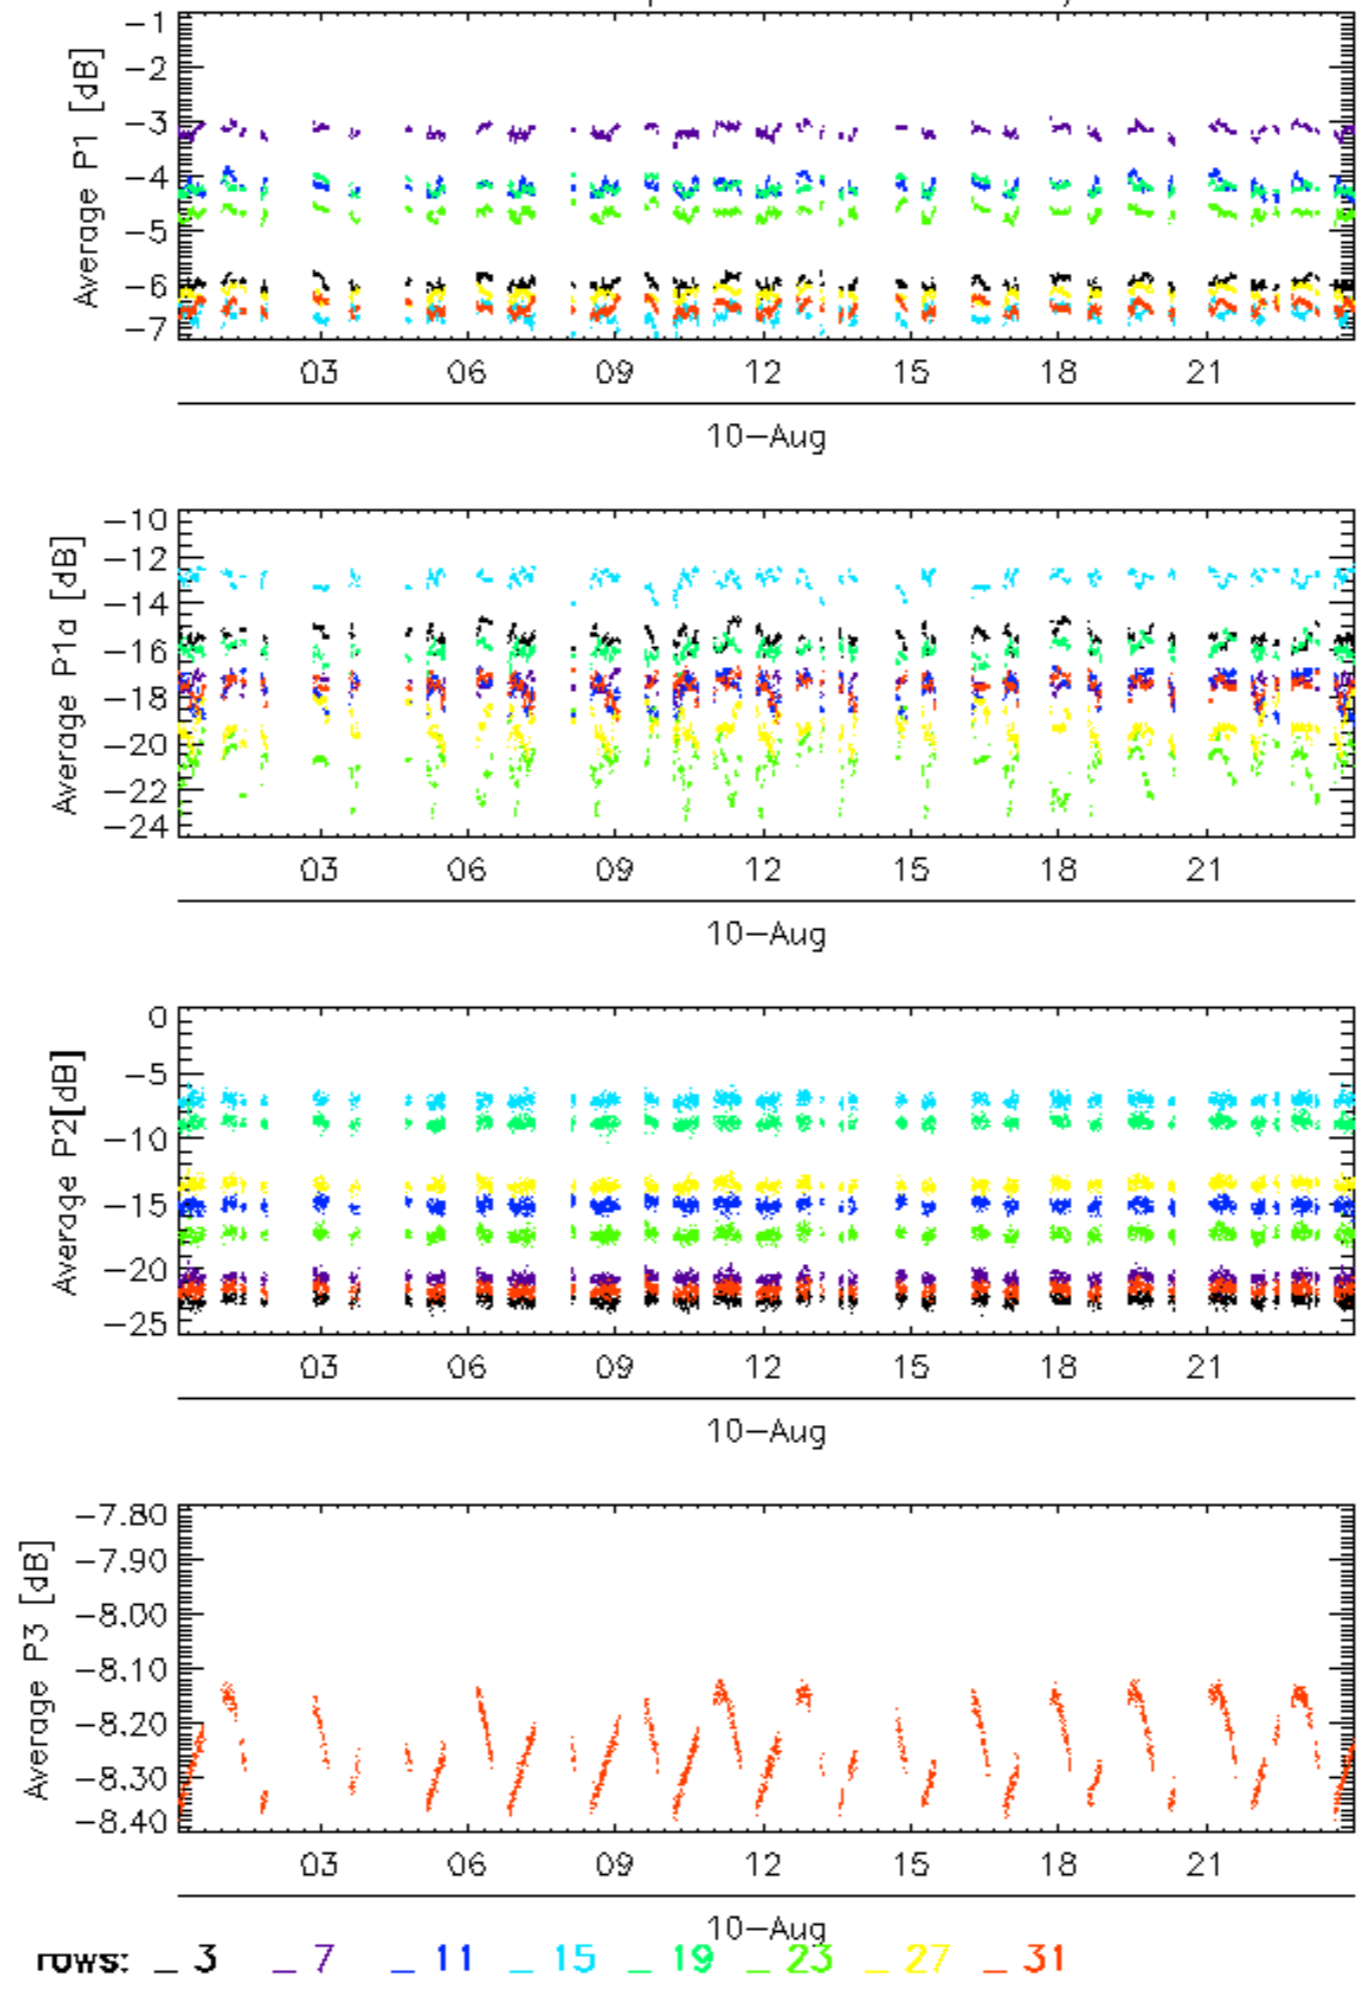 Average P1 [dB]
-1
-2
-3
-4
-5
-6
-7
03 06 09 12 15 18 21
10-Aug
Average P1a [dB]
-10
-12
-14
-16
-18
-20
-22
-24
03 06 09 12 15 18 21
10-Aug
Average P2[dB]
0
-5
-10
-15
-20
-25
03 06 09 12 15 18 21
10-Aug
Average P3 [dB]
-7.80
-7.90
-8.00
-8.10
-8.20
-8.30
-8.40
03 06 09 12 15 18 21
10-Aug
rows: _ 3 _ 7 _ 11 _ 15 _ 19 _ 23 _ 27 _ 31